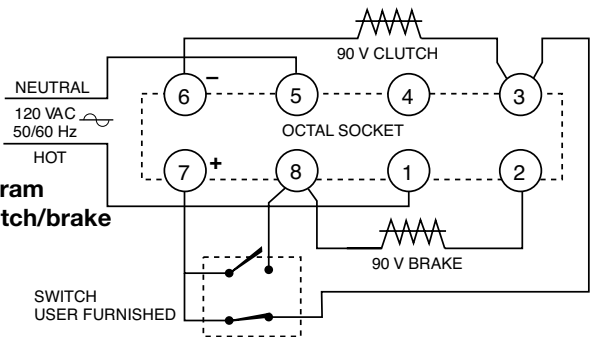 90 V CLUTCH
NEUTRAL
120 VAC
50/60 Hz
HOT
6 –
5
4
3
OCTAL SOCKET
7 +
8
1
2
ram
tch/brake
90 V BRAKE
SWITCH
USER FURNISHED